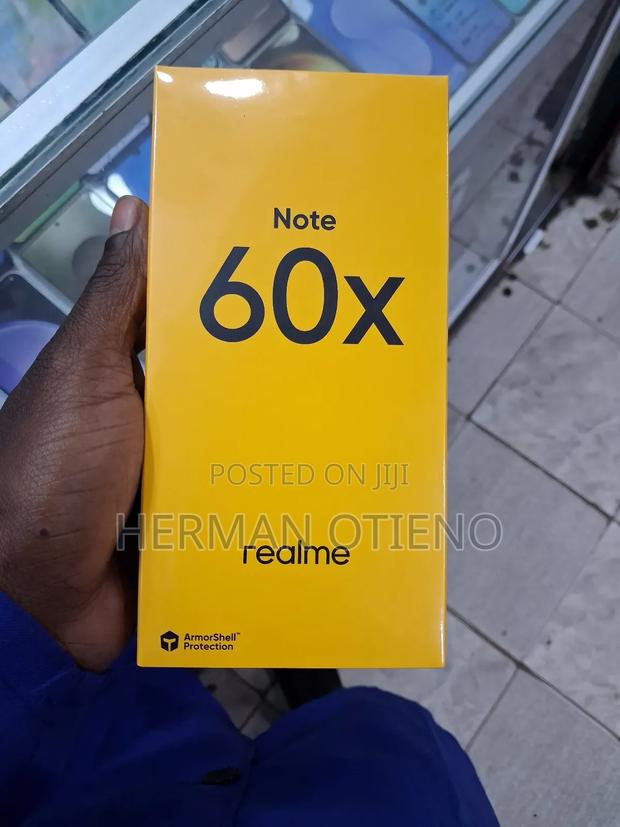 Note
60x
POSTED ON JIJI
HERMAN OTIENO
realme
ArmorShell™
Protection